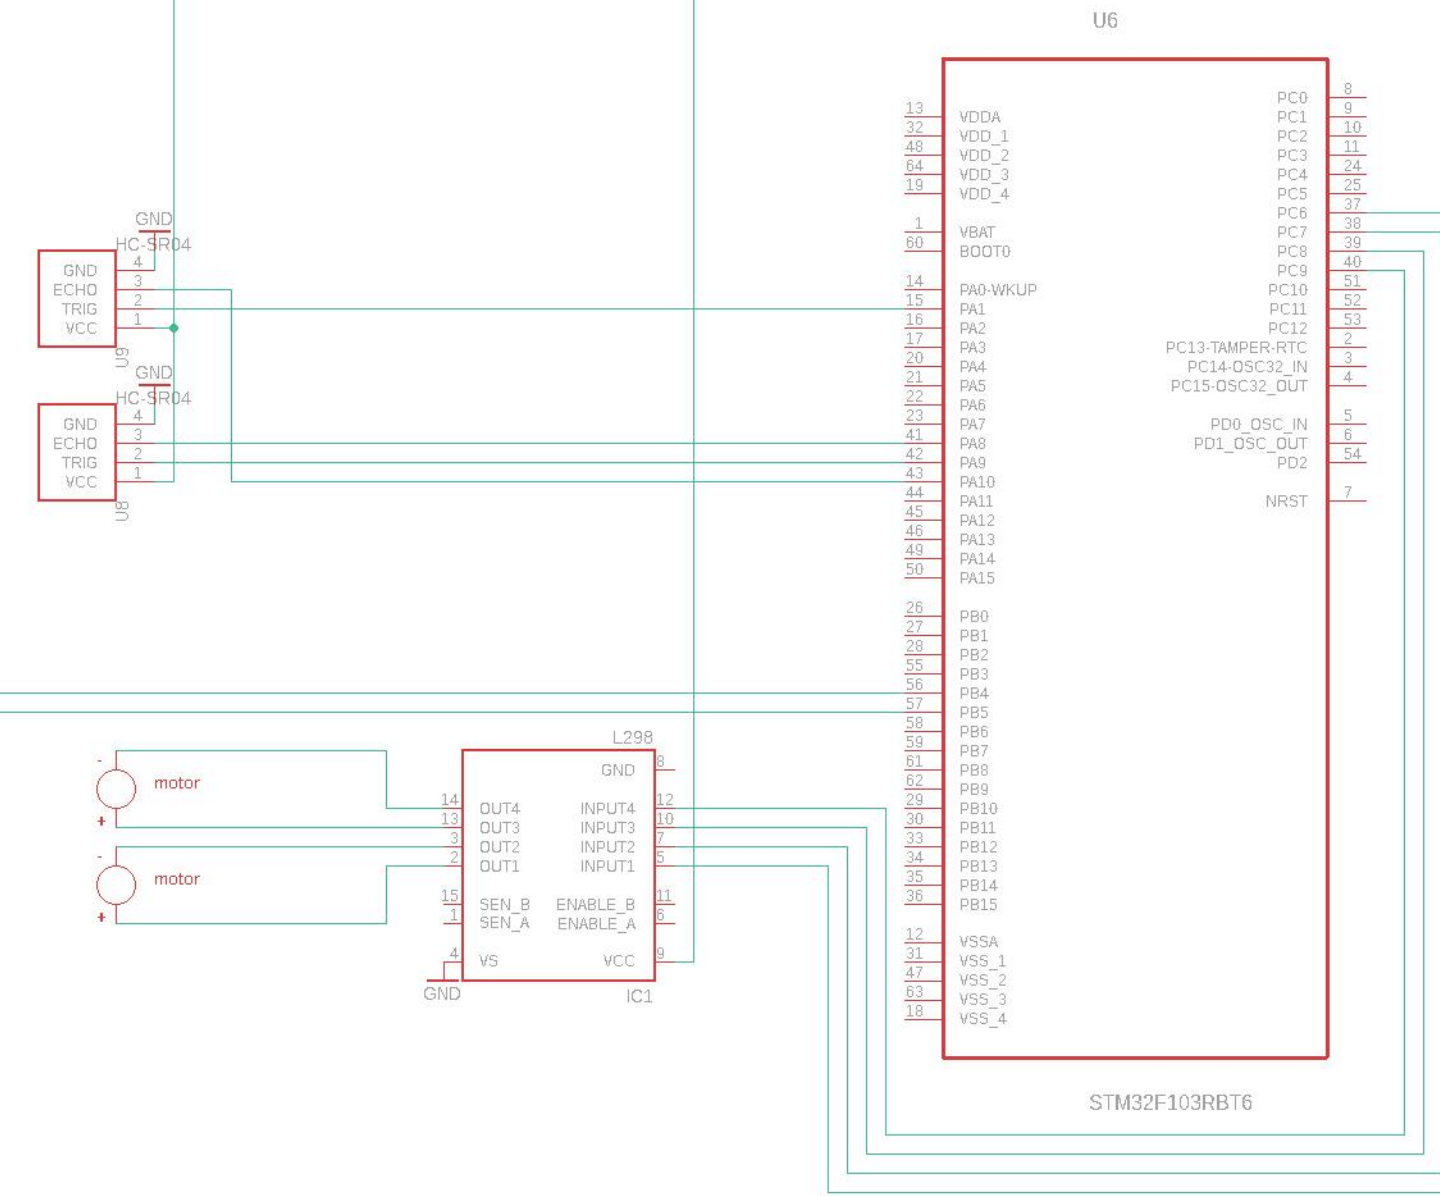 U6
13 VDDA
32 VDD_1
48 VDD_2
64 VDD_3
19 VDD_4
1 VBAT
60 BOOT0
14 PA0-WKUP
15 PA1
16 PA2
17 PA3
20 PA4
21 PA5
22 PA6
23 PA7
41 PA8
42 PA9
43 PA10
44 PA11
45 PA12
46 PA13
49 PA14
50 PA15
26 PB0
27 PB1
28 PB2
55 PB3
56 PB4
57 PB5
58 PB6
59 PB7
61 PB8
62 PB9
29 PB10
30 PB11
33 PB12
34 PB13
35 PB14
36 PB15
12 VSSA
31 VSS_1
47 VSS_2
63 VSS_3
18 VSS_4
PC0 8
PC1 9
PC2 10
PC3 11
PC4 24
PC5 25
PC6 37
PC7 38
PC8 39
PC9 40
PC10 51
PC11 52
PC12 53
PC13-TAMPER-RTC 2
PC14-OSC32_IN 3
PC15-OSC32_OUT 4
PD0_OSC_IN 5
PD1_OSC_OUT 6
PD2 54
NRST 7
STM32F103RBT6
GND
HC-SR04
GND 4
ECHO 3
TRIG 2
VCC 1
U9
GND
HC-SR04
GND 4
ECHO 3
TRIG 2
VCC 1
U8
-
motor
+
-
motor
+
L298
GND 8
14 OUT4 INPUT4 12
13 OUT3 INPUT3 10
3 OUT2 INPUT2 7
2 OUT1 INPUT1 5
15 SEN_B ENABLE_B 11
1 SEN_A ENABLE_A 6
4 VS VCC 9
GND
IC1